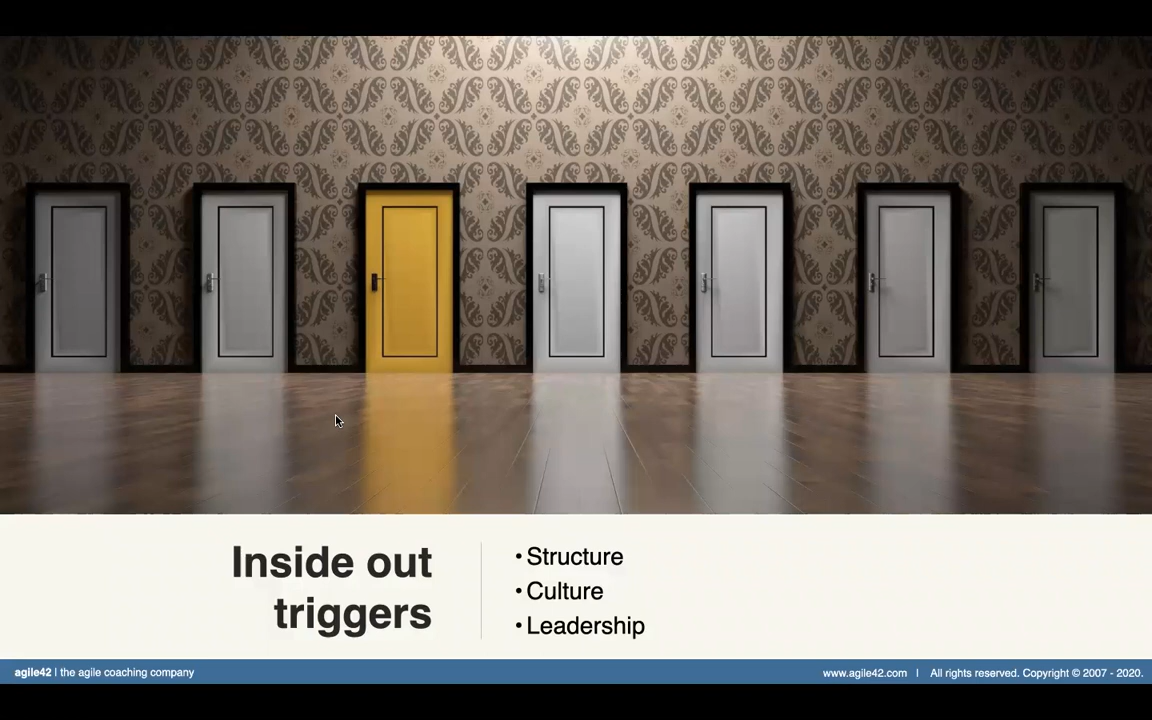 Inside out
triggers
• Structure
• Culture
• Leadership
agile42 | the agile coaching company
www.agile42.com | All rights reserved. Copyright © 2007 - 2020.